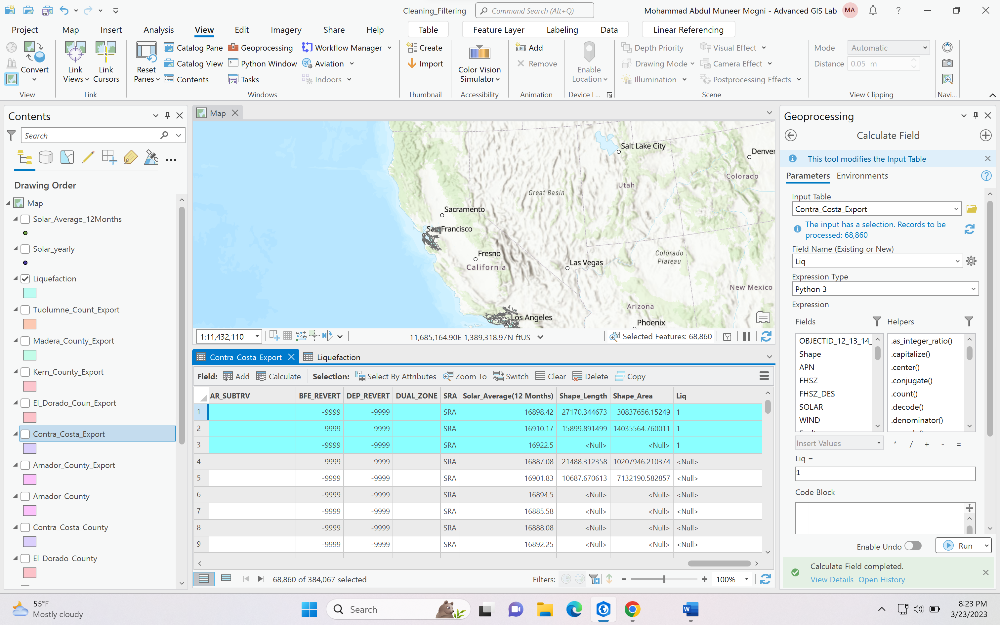 Cleaning_Filtering
Command Search (Alt+Q)
Mohammad Abdul Muneer Mogni - Advanced GIS Lab
MA
Project Map Insert Analysis View Edit Imagery Share Help Table Feature Layer Labeling Data Linear Referencing
Convert
View
Link Views
Link Cursors
Link
Reset Panes
Catalog Pane
Catalog View
Contents
Geoprocessing
Python Window
Tasks
Workflow Manager
Aviation
Indoors
Windows
Create
Import
Thumbnail
Color Vision Simulator
Accessibility
Add
Remove
Animation
Enable Location
Device L...
Depth Priority
Drawing Mode
Illumination
Visual Effect
Camera Effect
Postprocessing Effects
Scene
Mode Automatic
Distance 0.05 m
View Clipping
Navi...
Contents
Search
Drawing Order
Map
Solar_Average_12Months
Solar_yearly
Liquefaction
Tuolumne_Count_Export
Madera_County_Export
Kern_County_Export
El_Dorado_Coun_Export
Contra_Costa_Export
Amador_County_Export
Amador_County
Contra_Costa_County
El_Dorado_County
Map
Salt Lake City
Denver
Colorado
Utah
Great Basin
Sacramento
San Francisco
Fresno
California
Las Vegas
Colorado
Plateau
New Mexico
Arizona
Los Angeles
Phoenix
1:11,432,110
11,685,164.90E 1,389,318.97N ftUS
Selected Features: 68,860
Contra_Costa_Export
Liquefaction
Field: Add Calculate Selection: Select By Attributes Zoom To Switch Clear Delete Copy
AR_SUBTRV BFE_REVERT DEP_REVERT DUAL_ZONE SRA Solar_Average(12 Months) Shape_Length Shape_Area Liq
1 -9999 -9999 SRA 16898.42 27170.344673 30837656.15249 1
2 -9999 -9999 SRA 16910.17 15899.891499 14035564.760011 1
3 -9999 -9999 SRA 16922.5 <Null> <Null> 1
4 -9999 -9999 SRA 16887.08 21488.312358 10207946.210374 <Null>
5 -9999 -9999 SRA 16901.83 10687.670613 7132190.582857 <Null>
6 -9999 -9999 SRA 16894.5 <Null> <Null> <Null>
7 -9999 -9999 SRA 16885.58 <Null> <Null> <Null>
8 -9999 -9999 SRA 16888.08 <Null> <Null> <Null>
9 -9999 -9999 SRA 16892.25 <Null> <Null> <Null>
68,860 of 384,067 selected
Filters:
100%
Geoprocessing
Calculate Field
This tool modifies the Input Table
Parameters Environments
Input Table
Contra_Costa_Export
The input has a selection. Records to be
processed: 68,860
Field Name (Existing or New)
Liq
Expression Type
Python 3
Expression
Fields
Helpers
OBJECTID_12_13_14_
Shape
APN
FHSZ
FHSZ_DES
SOLAR
WIND
.as_integer_ratio()
.capitalize()
.center()
.conjugate()
.count()
.decode()
.denominator()
Insert Values
* / + - =
Liq =
1
Code Block
Enable Undo
Run
Calculate Field completed.
View Details Open History
55°F
Mostly cloudy
Search
8:23 PM
3/23/2023